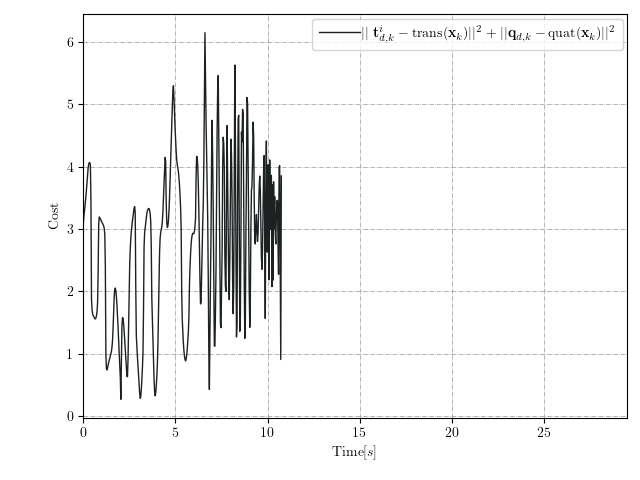 || t^i_{d,k} − trans(x_k)||² + ||q_{d,k} − quat(x_k)||²
6
5
4
3
2
1
0
Cost
0 5 10 15 20 25
Time[s]